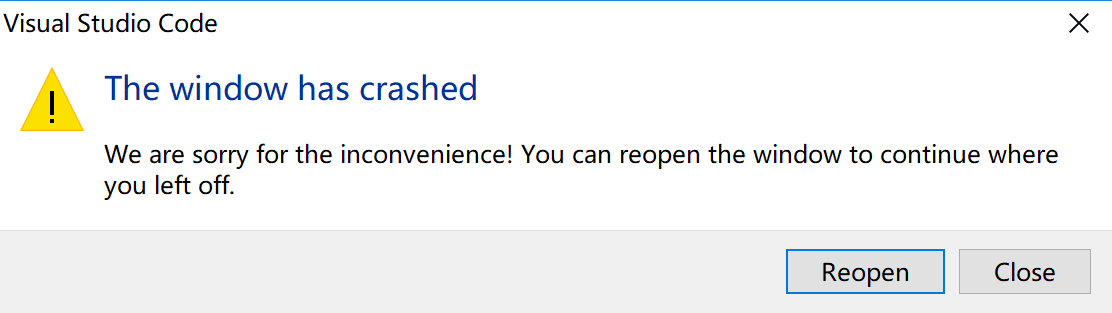 Visual Studio Code
The window has crashed
We are sorry for the inconvenience! You can reopen the window to continue where
you left off.
Reopen
Close